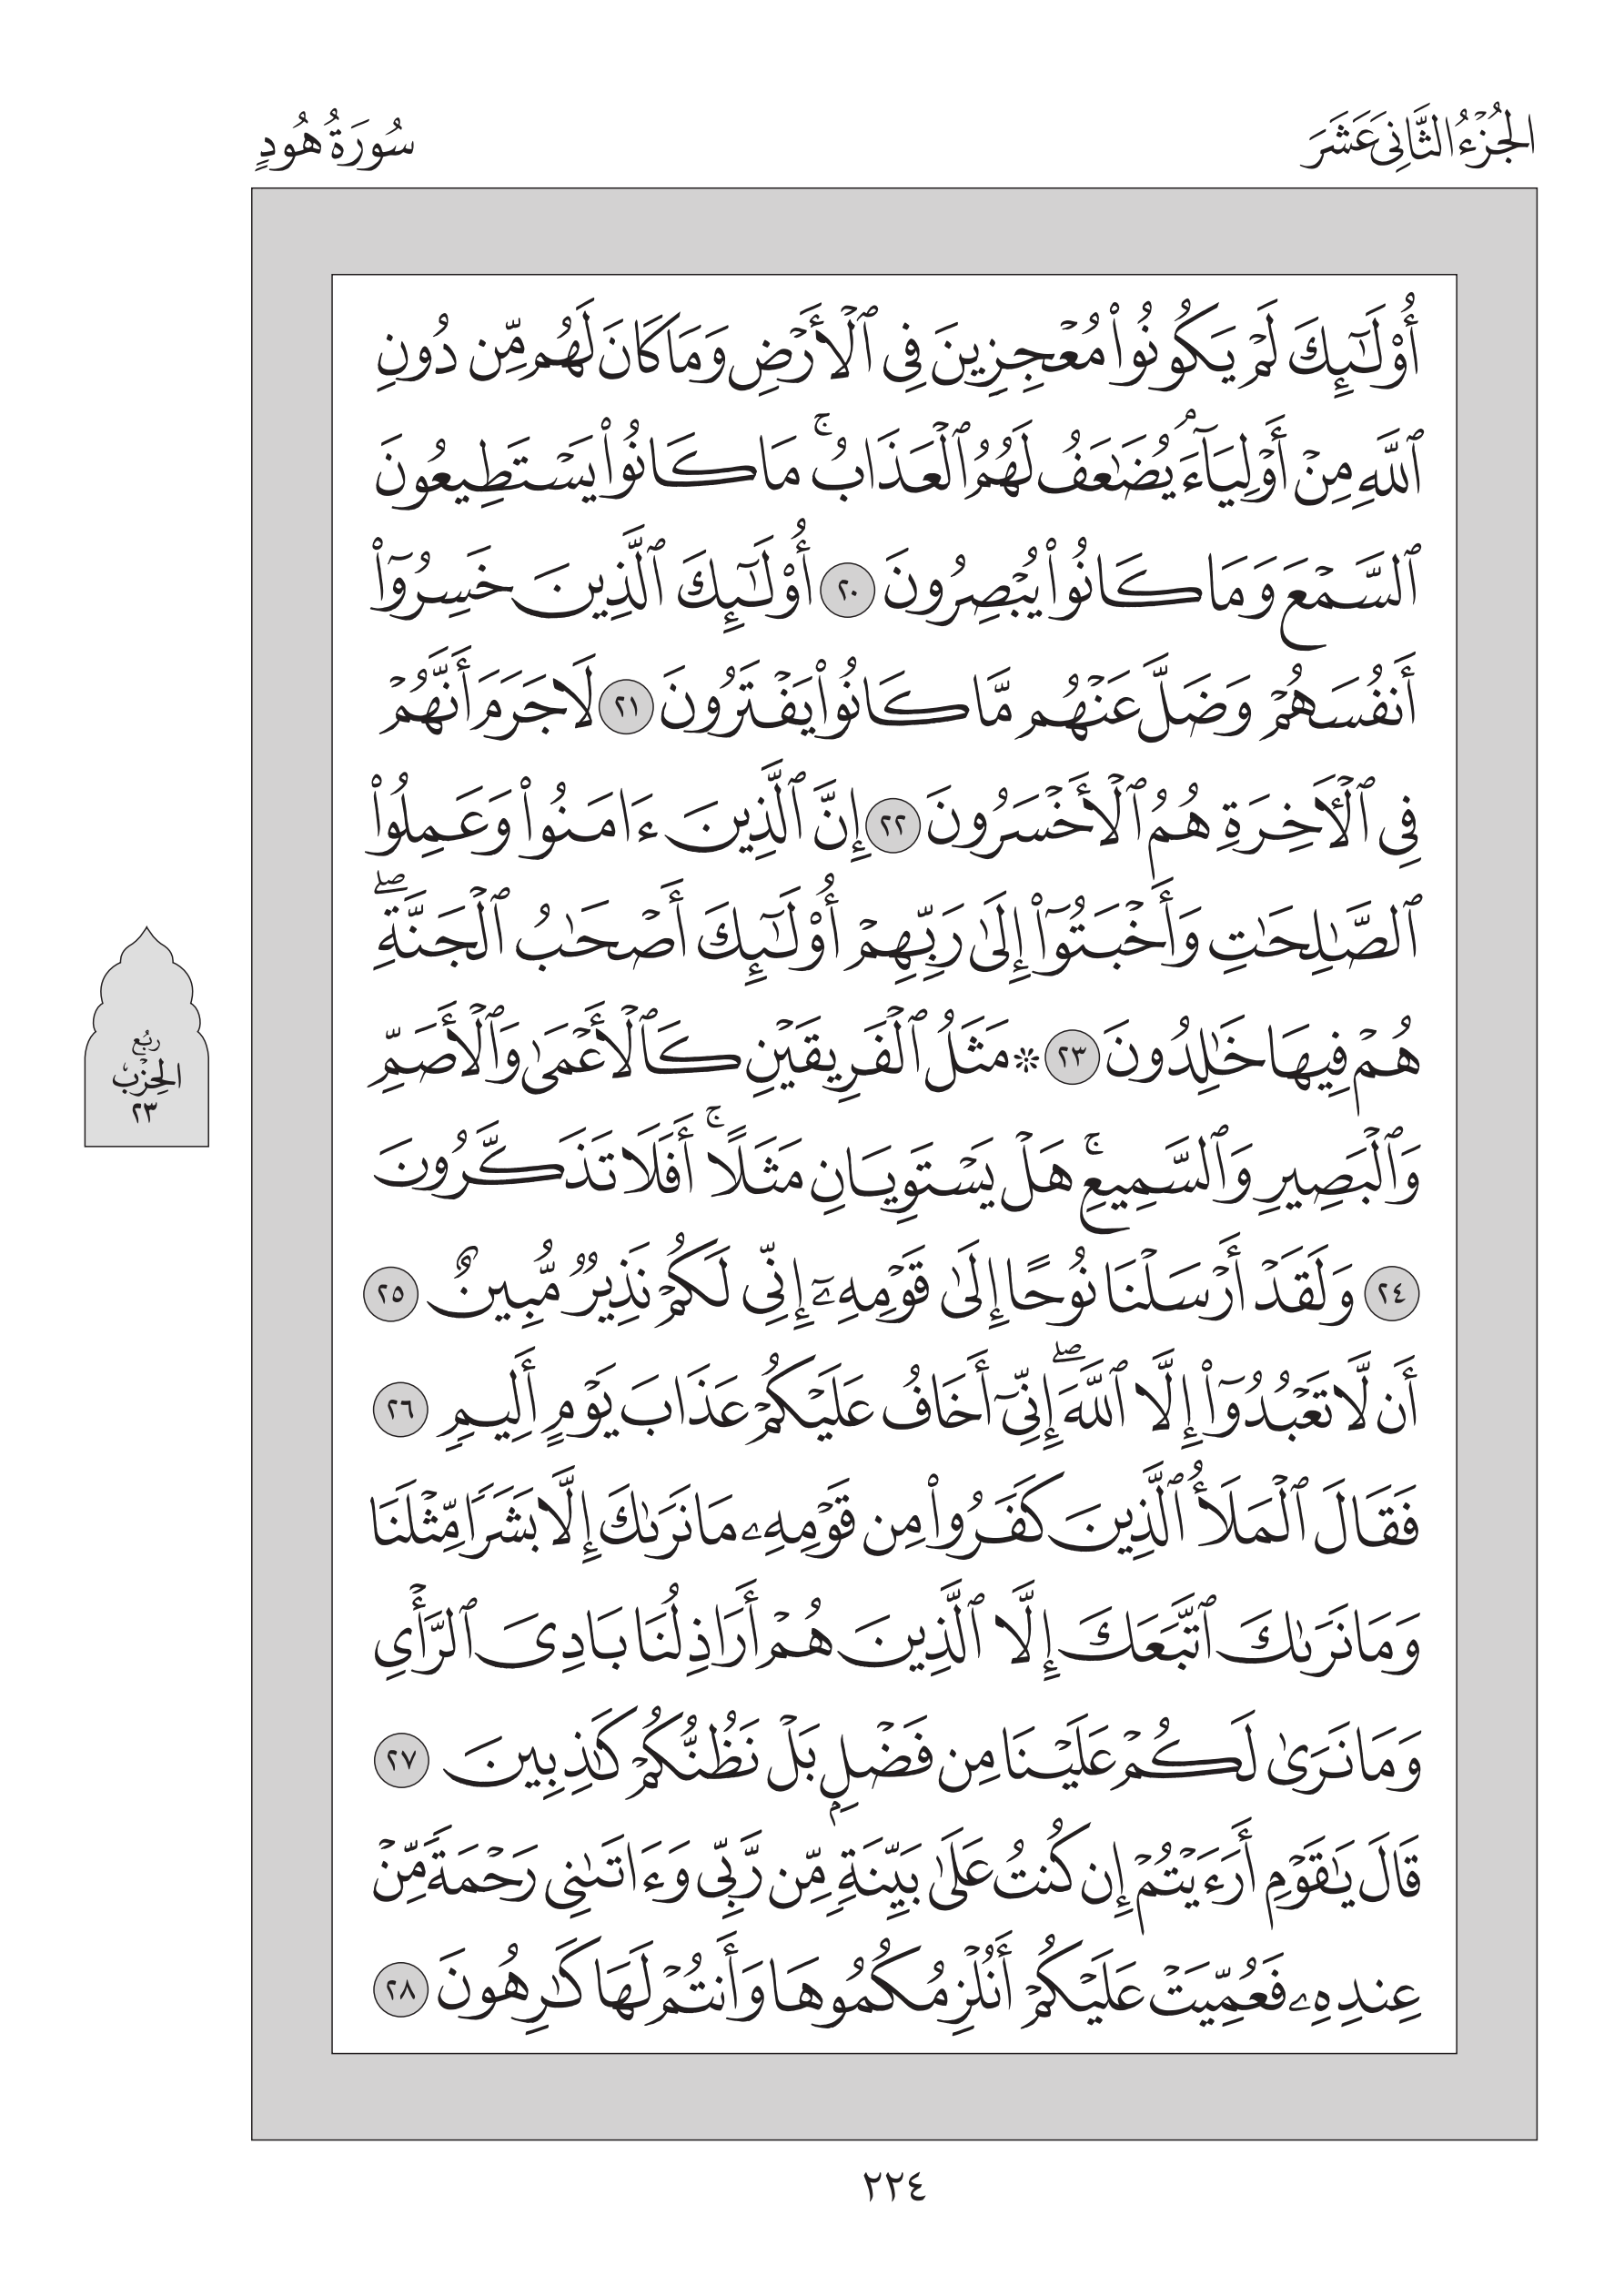 الجُزْءُ الثَّانِي عَشَرَ
سُورَةُ هُودٍ
أُوْلَٰٓئِكَ لَمْ يَكُونُواْ مُعْجِزِينَ فِي ٱلْأَرْضِ وَمَا كَانَ لَهُم مِّن دُونِ
ٱللَّهِ مِنْ أَوْلِيَآءَۘ يُضَٰعَفُ لَهُمُ ٱلْعَذَابُۚ مَا كَانُواْ يَسْتَطِيعُونَ
ٱلسَّمْعَ وَمَا كَانُواْ يُبْصِرُونَ ٢٠ أُوْلَٰٓئِكَ ٱلَّذِينَ خَسِرُوٓاْ
أَنفُسَهُمْ وَضَلَّ عَنْهُم مَّا كَانُواْ يَفْتَرُونَ ٢١ لَا جَرَمَ أَنَّهُمْ
فِي ٱلْأٓخِرَةِ هُمُ ٱلْأَخْسَرُونَ ٢٢ إِنَّ ٱلَّذِينَ ءَامَنُواْ وَعَمِلُواْ
ٱلصَّٰلِحَٰتِ وَأَخْبَتُوٓاْ إِلَىٰ رَبِّهِمْ أُوْلَٰٓئِكَ أَصْحَٰبُ ٱلْجَنَّةِۖ
هُمْ فِيهَا خَٰلِدُونَ ٢٣ ۞ مَثَلُ ٱلْفَرِيقَيْنِ كَٱلْأَعْمَىٰ وَٱلْأَصَمِّ
وَٱلْبَصِيرِ وَٱلسَّمِيعِۚ هَلْ يَسْتَوِيَانِ مَثَلًاۚ أَفَلَا تَذَكَّرُونَ
٢٤ وَلَقَدْ أَرْسَلْنَا نُوحًا إِلَىٰ قَوْمِهِۦٓ إِنِّي لَكُمْ نَذِيرٌ مُّبِينٌ ٢٥
أَن لَّا تَعْبُدُوٓاْ إِلَّا ٱللَّهَۖ إِنِّيٓ أَخَافُ عَلَيْكُمْ عَذَابَ يَوْمٍ أَلِيمٍ ٢٦
فَقَالَ ٱلْمَلَأُ ٱلَّذِينَ كَفَرُواْ مِن قَوْمِهِۦ مَا نَرَىٰكَ إِلَّا بَشَرًا مِّثْلَنَا
وَمَا نَرَىٰكَ ٱتَّبَعَكَ إِلَّا ٱلَّذِينَ هُمْ أَرَاذِلُنَا بَادِيَ ٱلرَّأْيِ
وَمَا نَرَىٰ لَكُمْ عَلَيْنَا مِن فَضْلِۭ بَلْ نَظُنُّكُمْ كَٰذِبِينَ ٢٧
قَالَ يَٰقَوْمِ أَرَءَيْتُمْ إِن كُنتُ عَلَىٰ بَيِّنَةٍ مِّن رَّبِّي وَءَاتَىٰنِي رَحْمَةً مِّنْ
عِندِهِۦ فَعُمِّيَتْ عَلَيْكُمْ أَنُلْزِمُكُمُوهَا وَأَنتُمْ لَهَا كَٰرِهُونَ ٢٨
رُبْع
الحِزْب
٢٣
٢٢٤